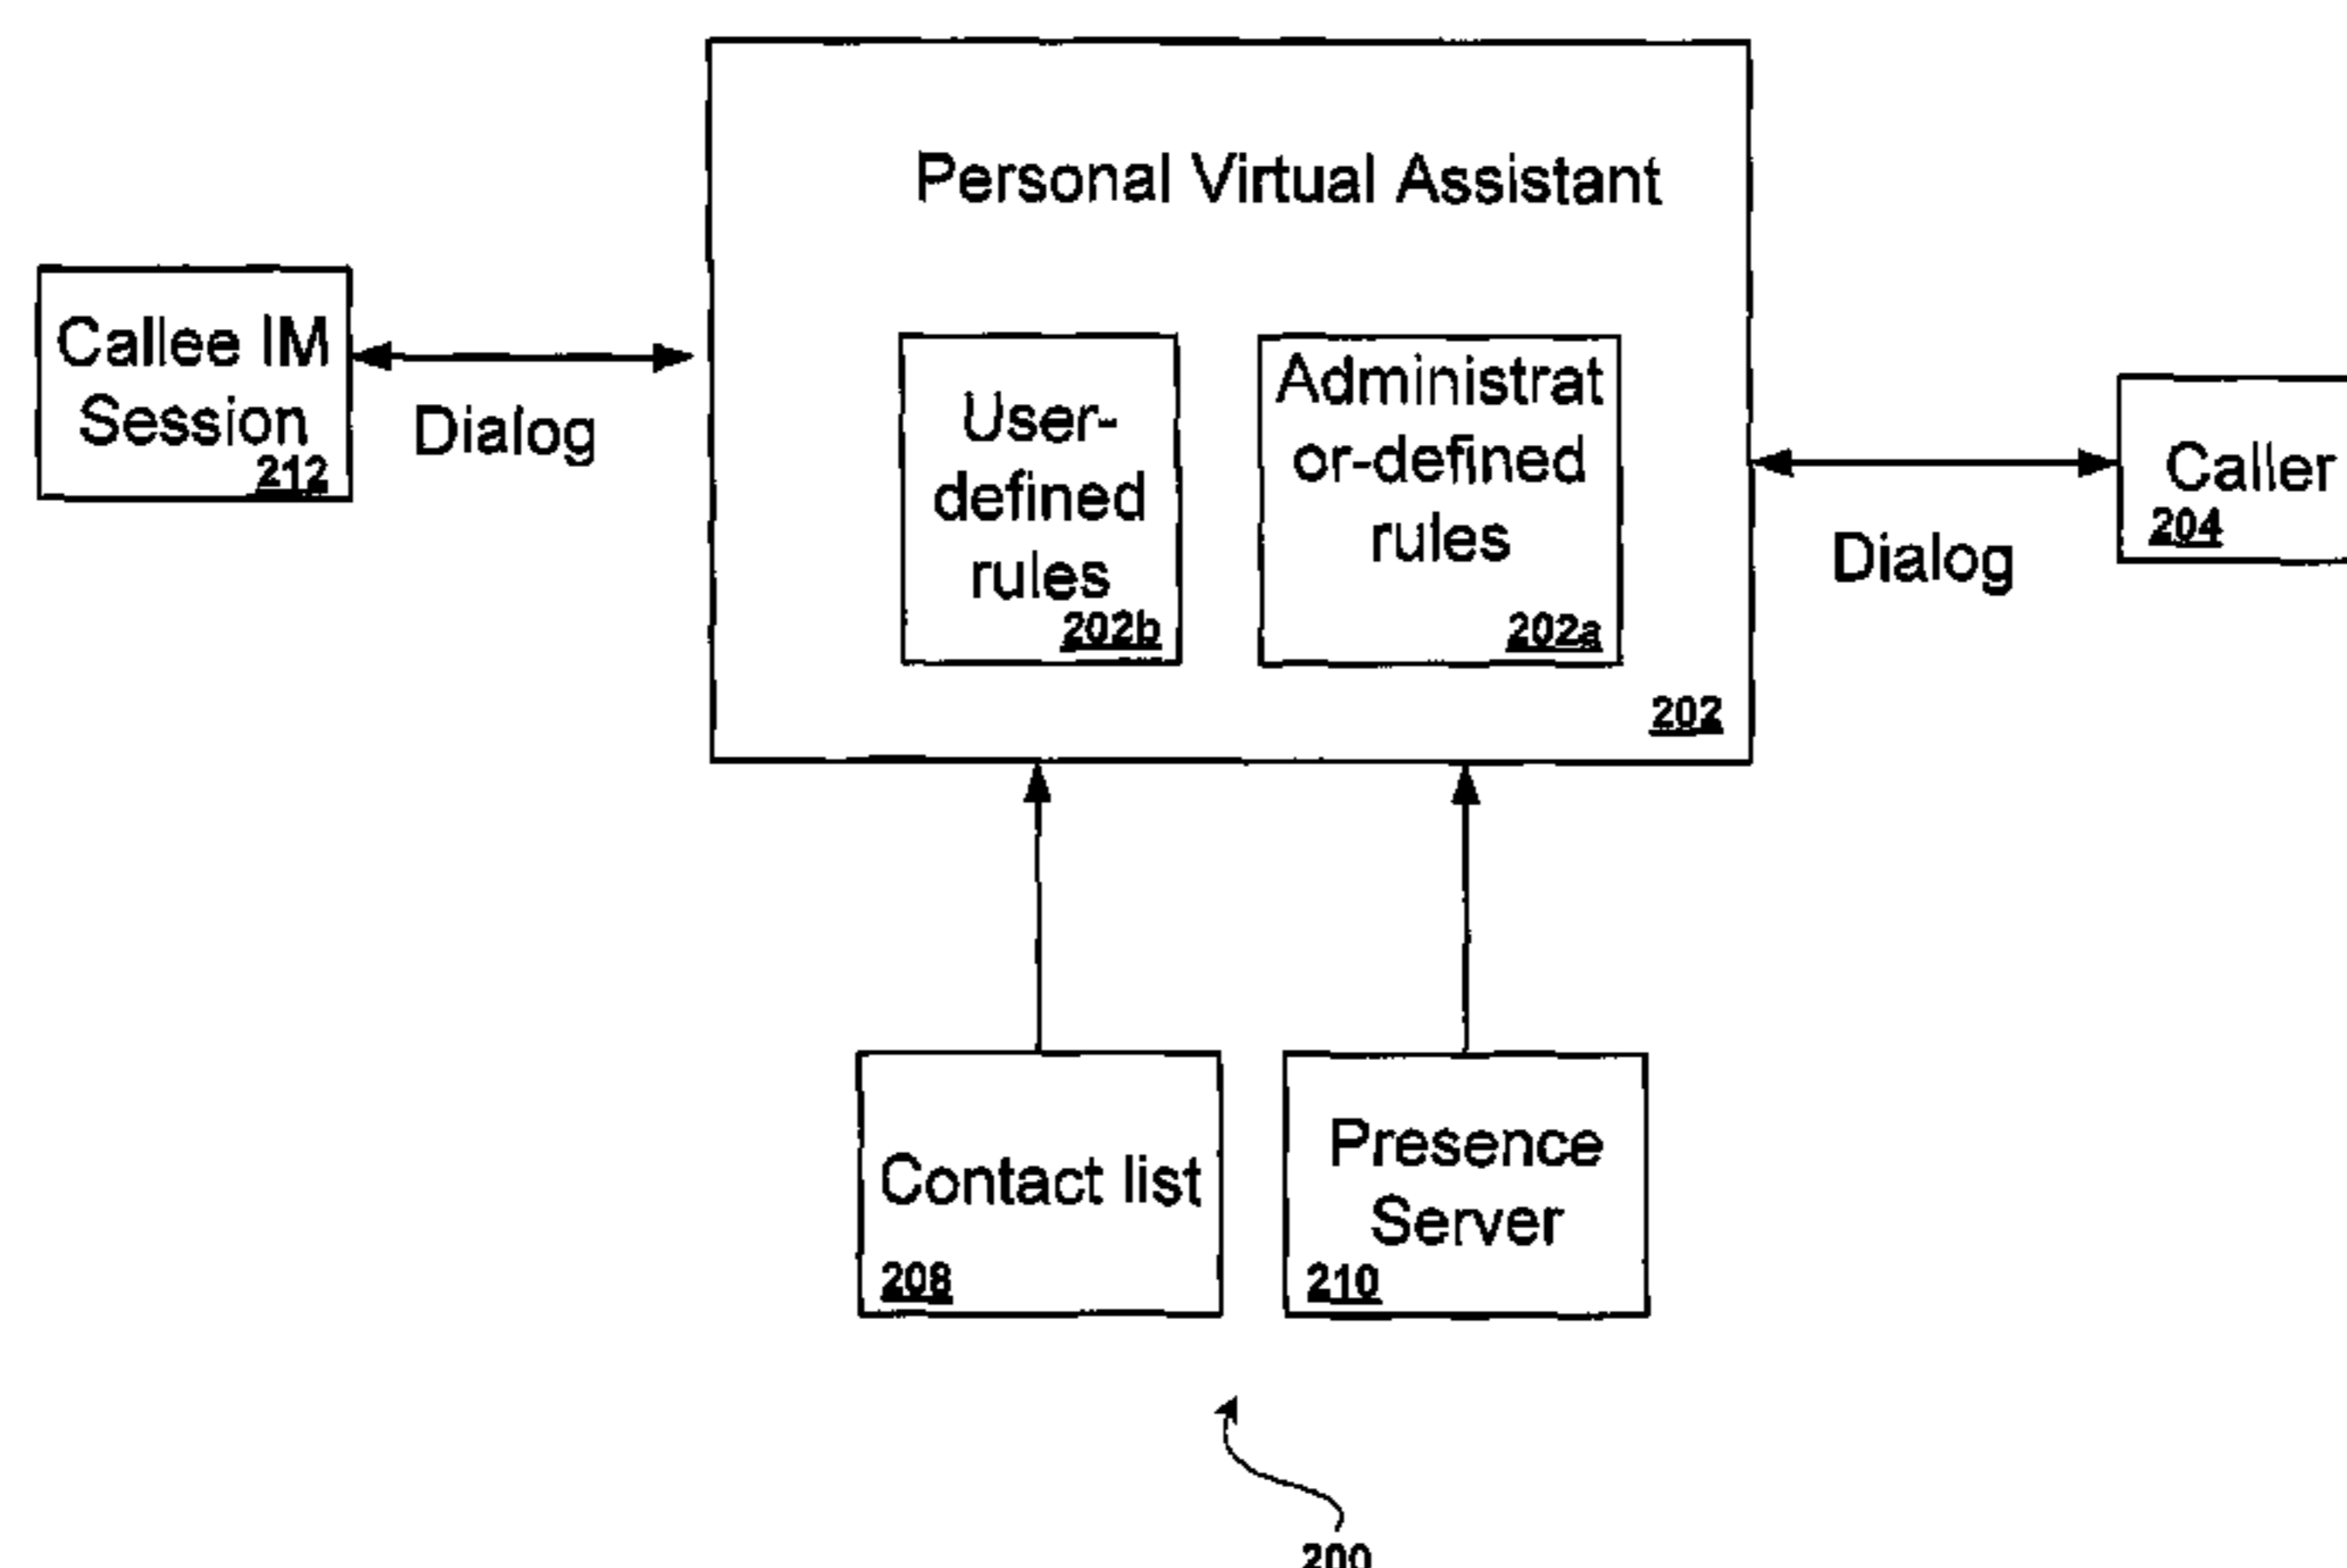 Personal Virtual Assistant
Callee IM
Session
212
Dialog
User-
defined
rules
202b
Administrat
or-defined
rules
202a
202
Caller
204
Dialog
Contact list
208
Presence
Server
210
200